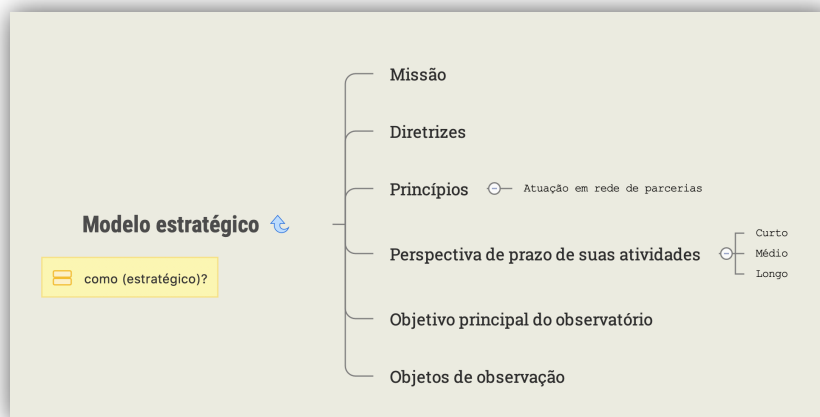 Missão
Diretrizes
Princípios
Atuação em rede de parcerias
Modelo estratégico
como (estratégico)?
Perspectiva de prazo de suas atividades
Curto
Médio
Longo
Objetivo principal do observatório
Objetos de observação